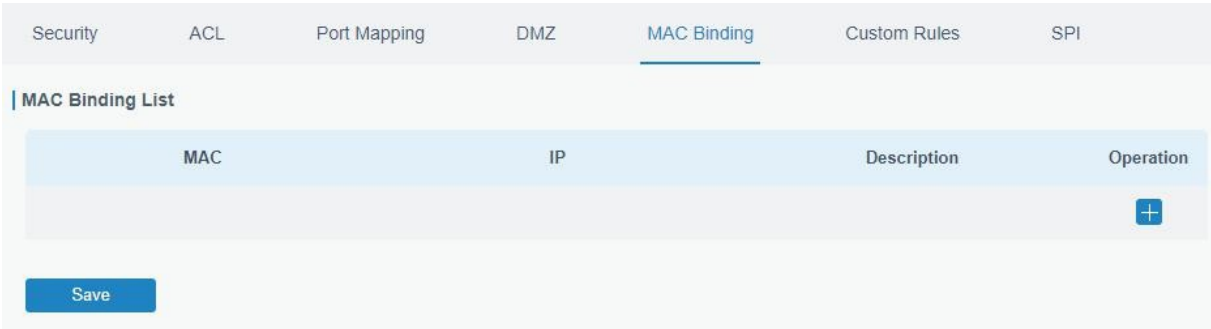 Security ACL Port Mapping DMZ MAC Binding Custom Rules SPI
MAC Binding List
MAC IP Description Operation
Save